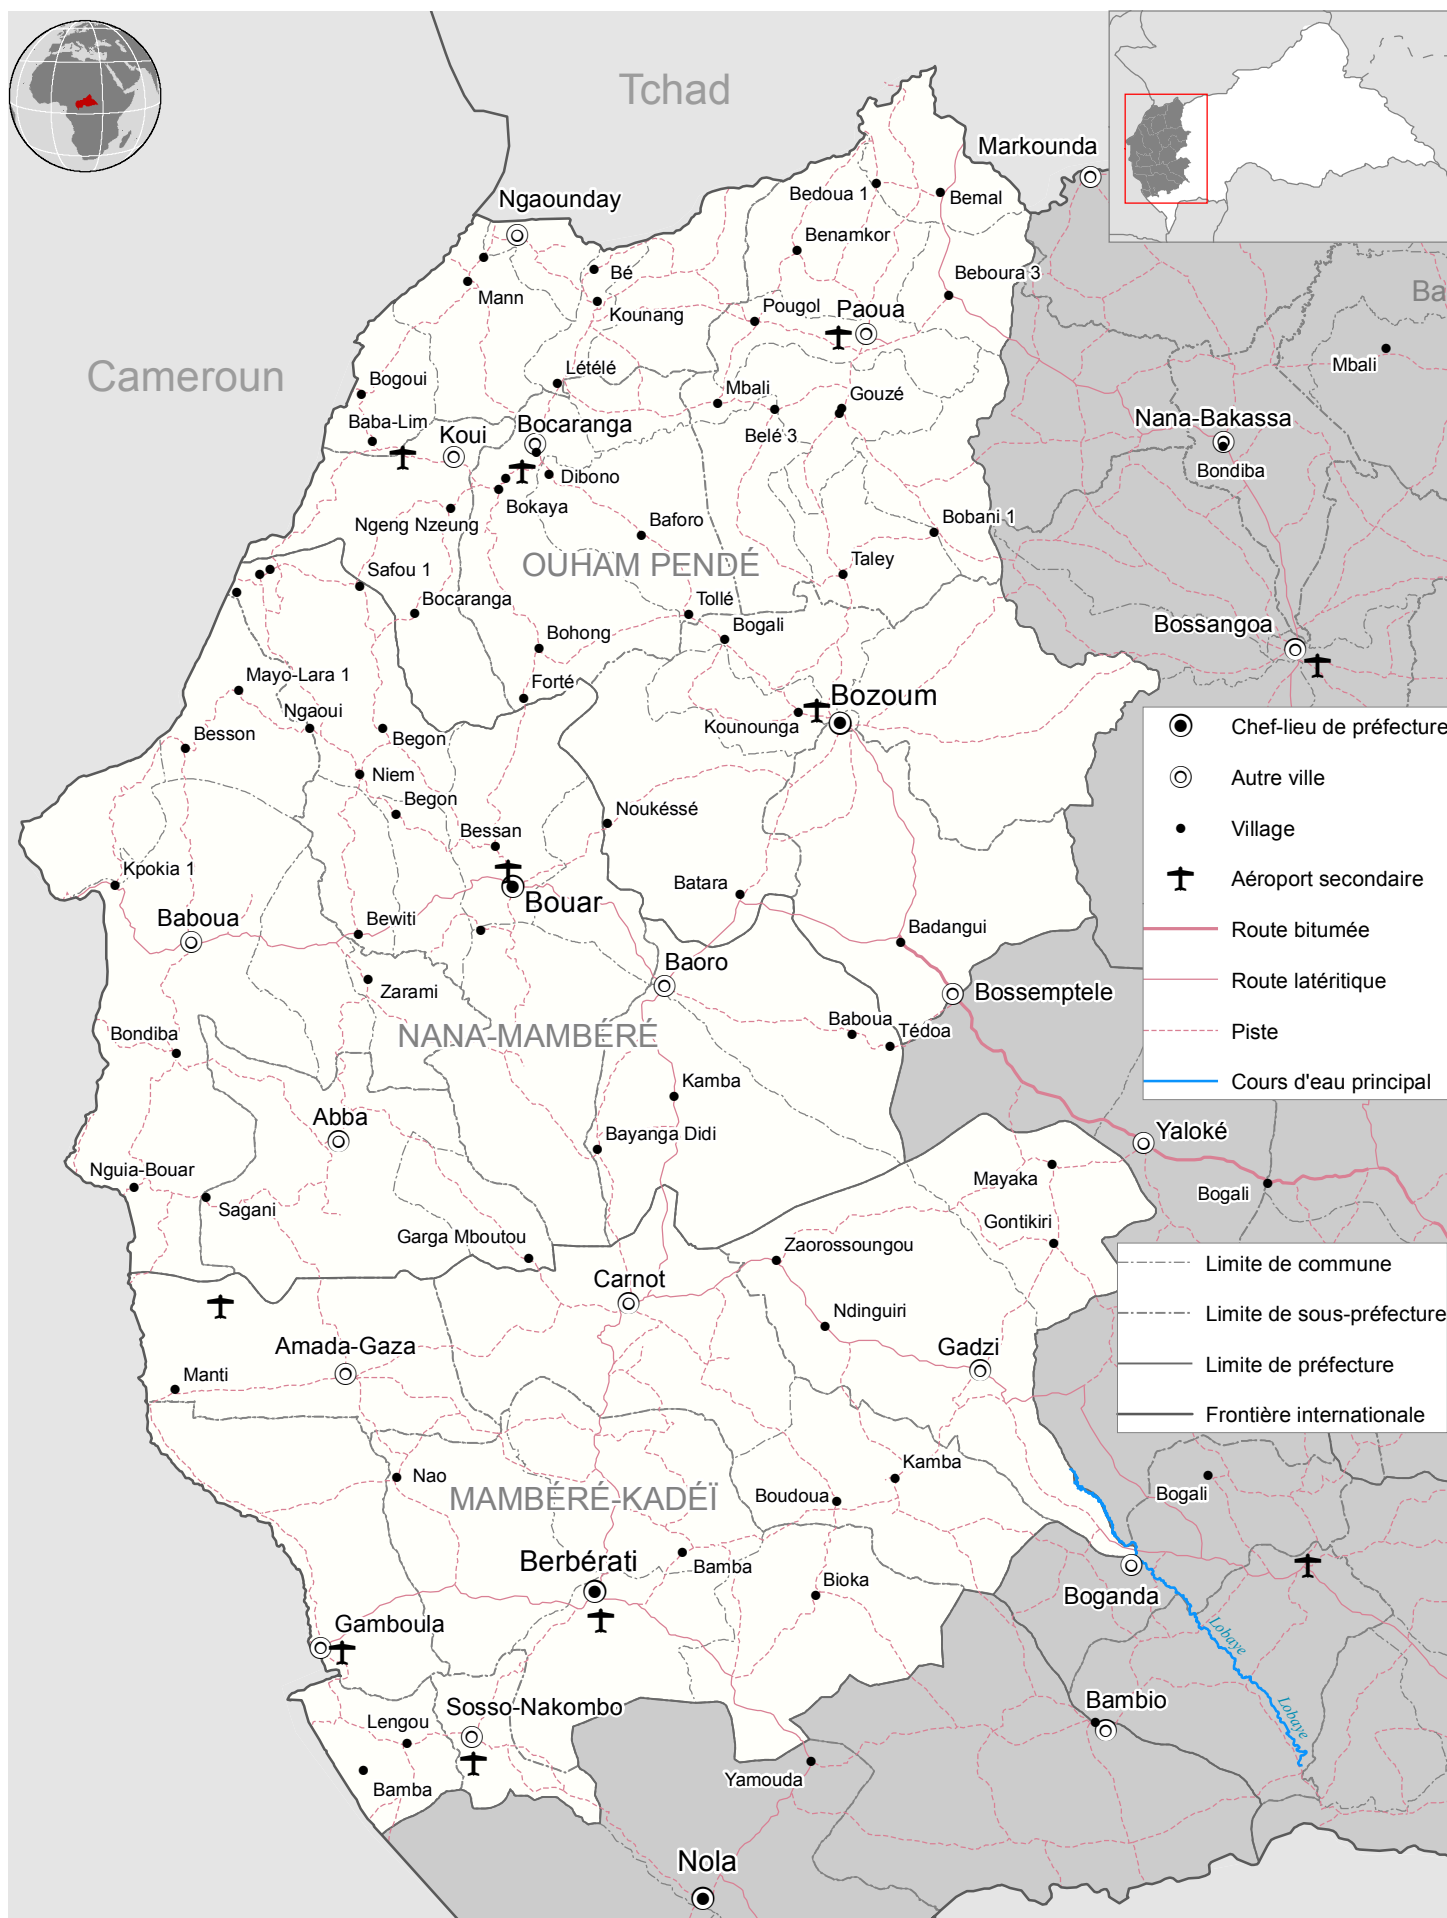 Tchad
Markounda
Ngaounday
Bedoua 1
Bemal
Benamkor
Bé
Beboura 3
Mann
Kounang
Pougol
Paoua
Ba
Cameroun
Mbali
Bogoui
Létélé
Mbali
Gouzé
Baba-Lim
Koui
Bocaranga
Belé 3
Nana-Bakassa
Bondiba
Dibono
Bokaya
Ngeng Nzeung
Baforo
Bobani 1
OUHAM PENDÉ
Taley
Safou 1
Bocaranga
Tollé
Bogali
Bossangoa
Bohong
Mayo-Lara 1
Forté
Bozoum
Ngaoui
Kounounga
Besson
Begon
Niem
Begon
Noukéssé
Bessan
Kpokia 1
Batara
Bouar
Baboua
Bewiti
Badangui
Baoro
Zarami
Bossemptele
Chef-lieu de préfecture
Autre ville
Village
Aéroport secondaire
Route bitumée
Route latéritique
Piste
Cours d'eau principal
Bondiba
NANA-MAMBÉRÉ
Baboua
Tédoa
Kamba
Abba
Bayanga Didi
Yaloké
Nguia-Bouar
Mayaka
Bogali
Sagani
Gontikiri
Garga Mboutou
Zaorossoungou
Carnot
Ndinguiri
Amada-Gaza
Gadzi
Manti
Limite de commune
Limite de sous-préfecture
Limite de préfecture
Frontière internationale
Nao
Kamba
MAMBÉRÉ-KADÉÏ
Boudoua
Bogali
Berbérati
Bamba
Bioka
Boganda
Gamboula
Lobaye
Sosso-Nakombo
Bambio
Lobaye
Lengou
Bamba
Yamouda
Nola